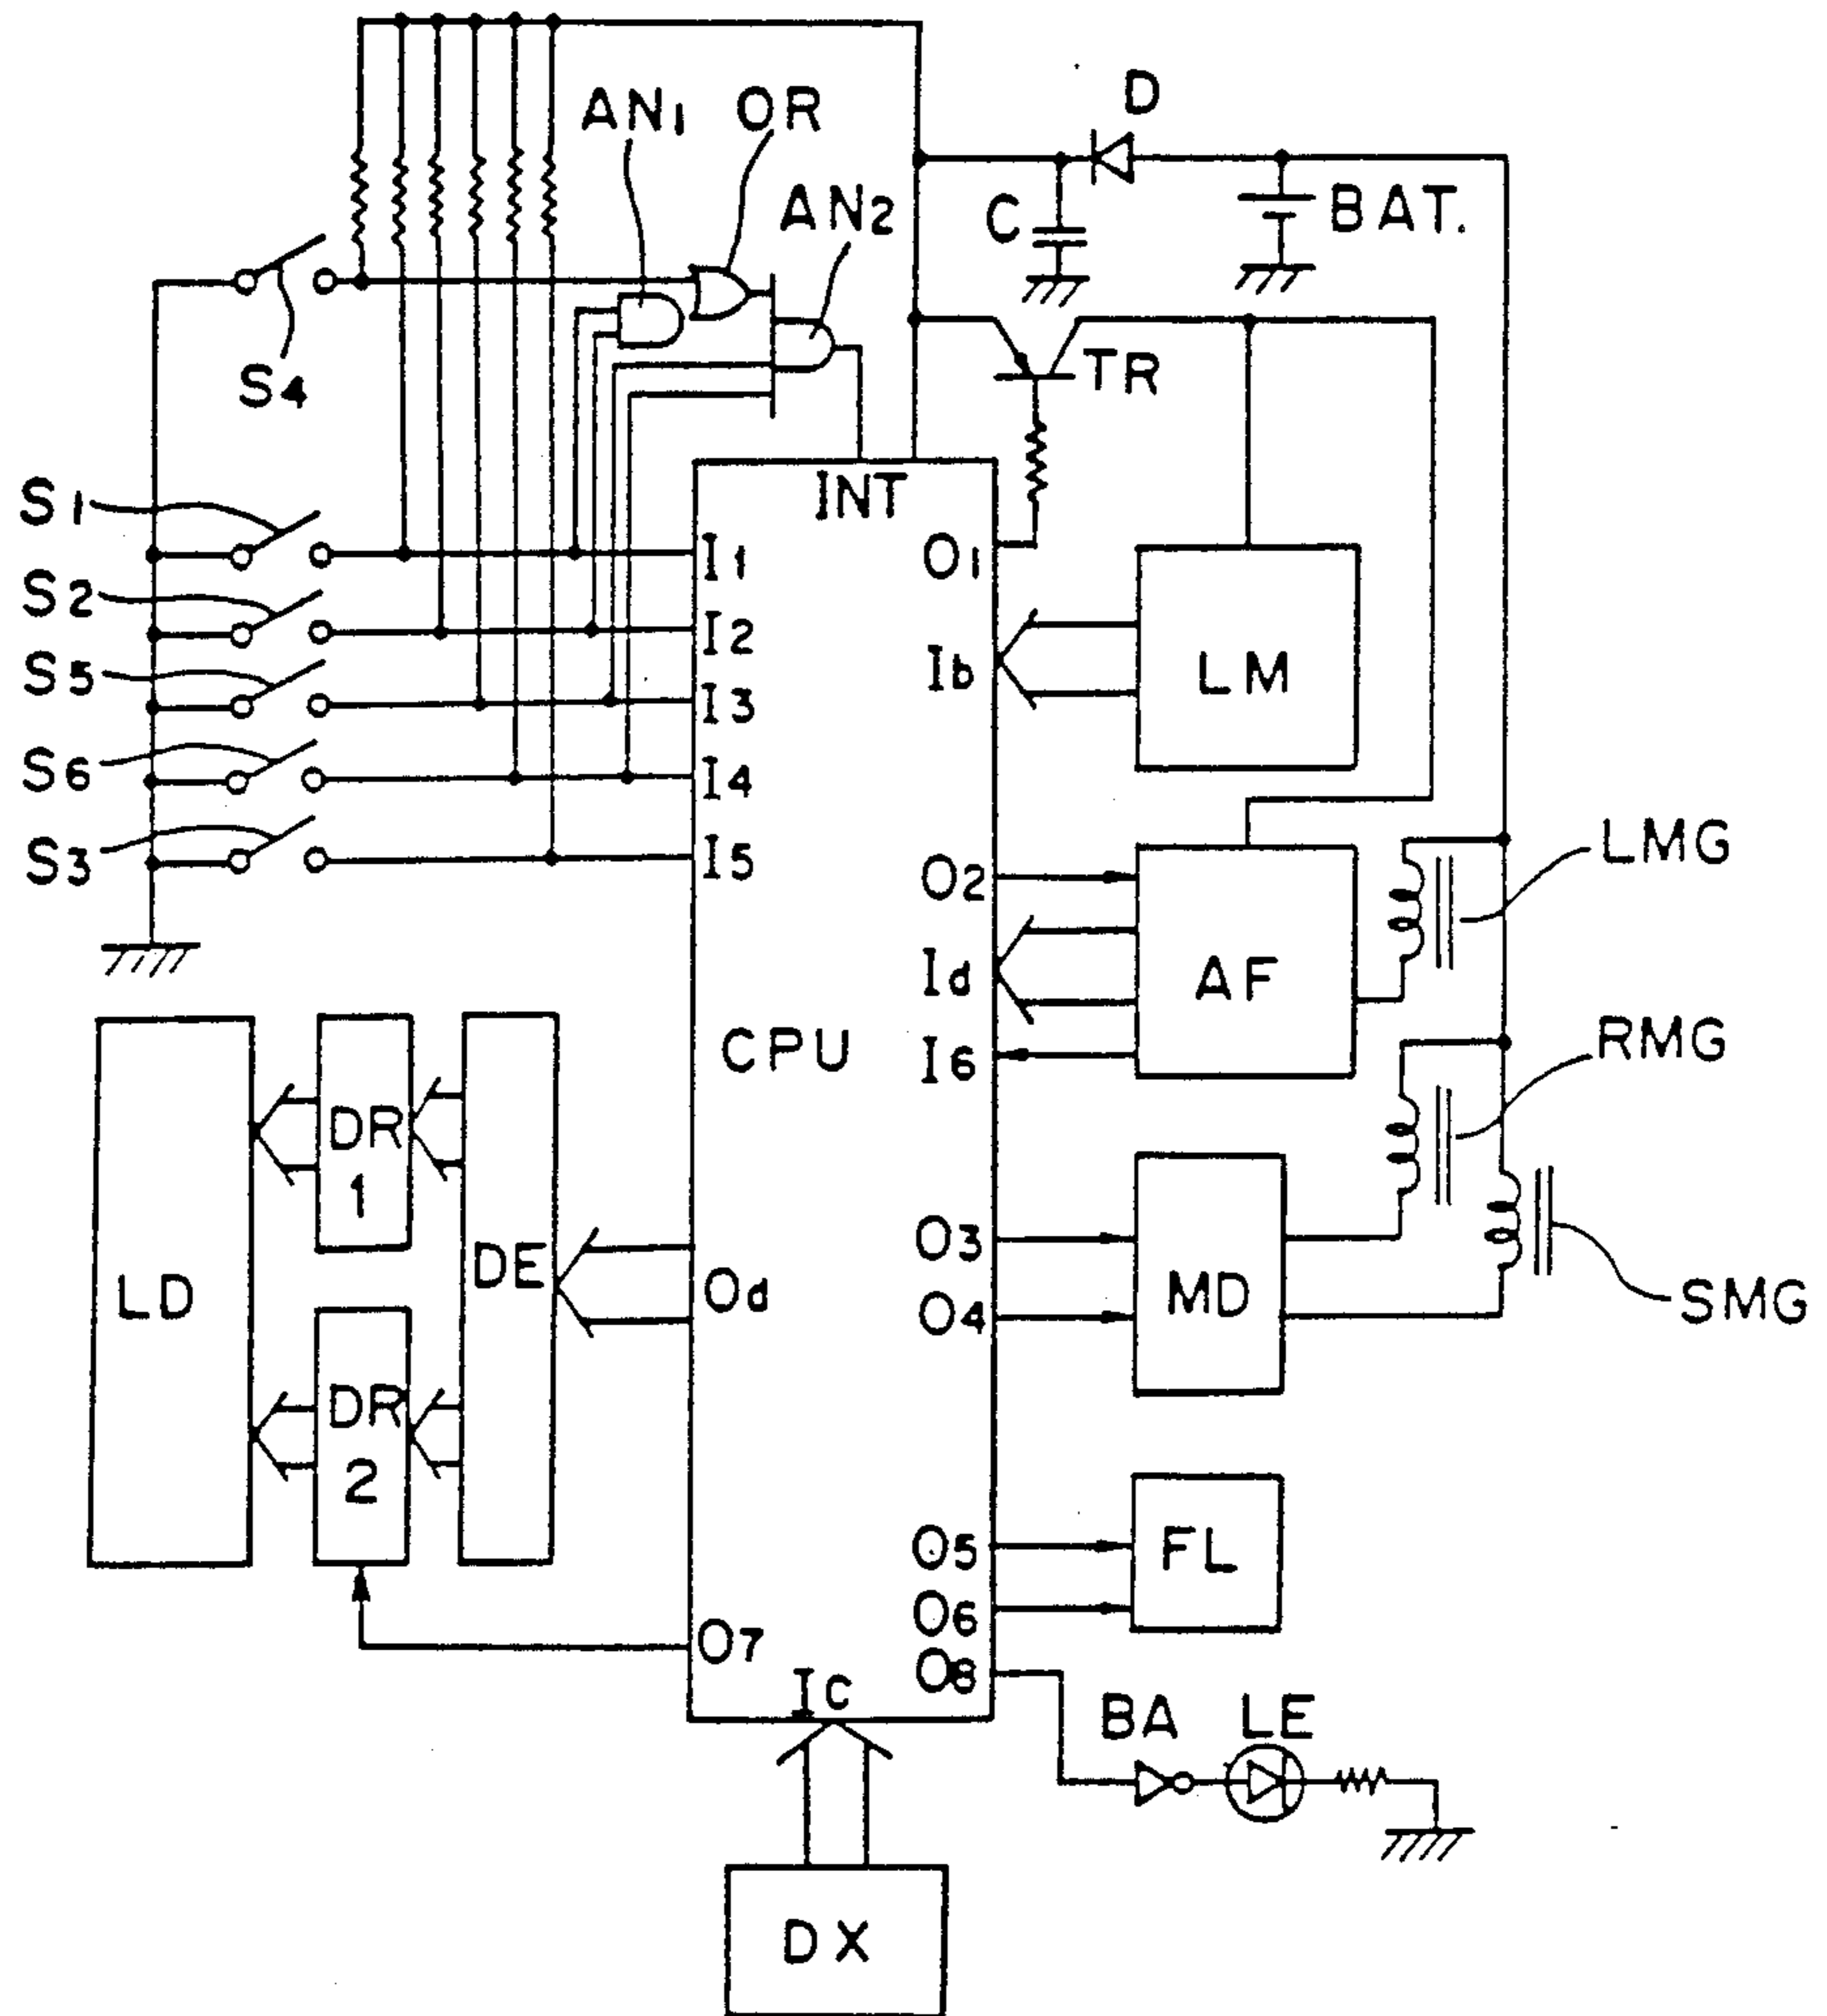 AN1 OR
D
AN2
C
BAT.
S4
TR
S1
INT
I1
O1
S2
I2
Ib
LM
S5
I3
S6
I4
S3
I5
O2
LMG
Id
AF
CPU
I6
RMG
DR
1
O3
LD
DE
Od
MD
O4
SMG
DR
2
O5
FL
O6
O7
O8
Ic
BA
LE
DX